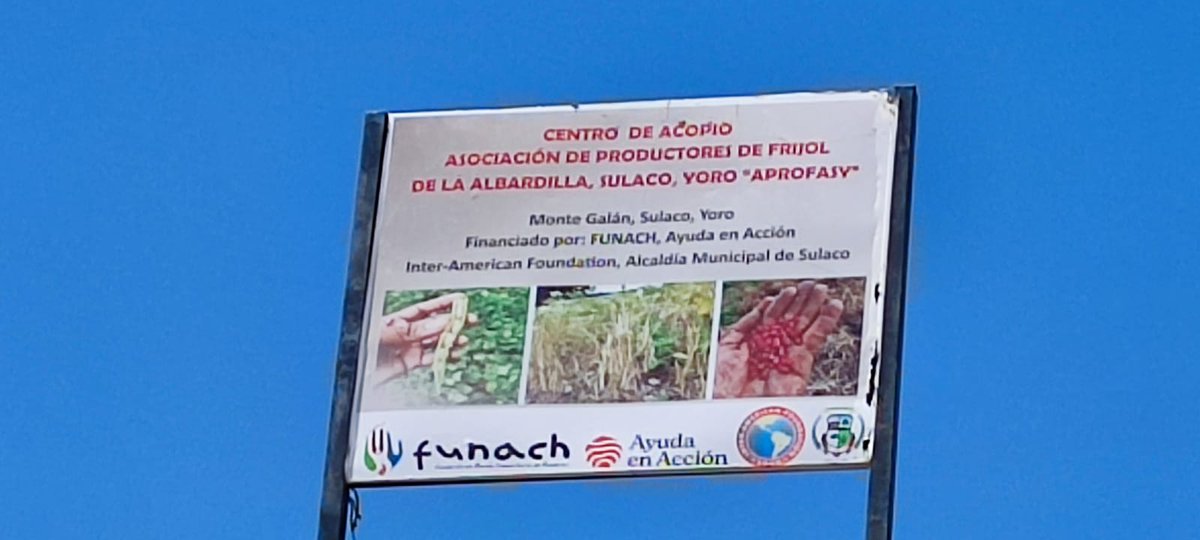 CENTRO DE ACOPIO
ASOCIACIÓN DE PRODUCTORES DE FRIJOL
DE LA ALBARDILLA, SULACO, YORO "APROFASY"
Monte Galán, Sulaco, Yoro
Financiado por: FUNACH, Ayuda en Acción
Inter-American Foundation, Alcaldía Municipal de Sulaco
funach
Ayuda
en Acción